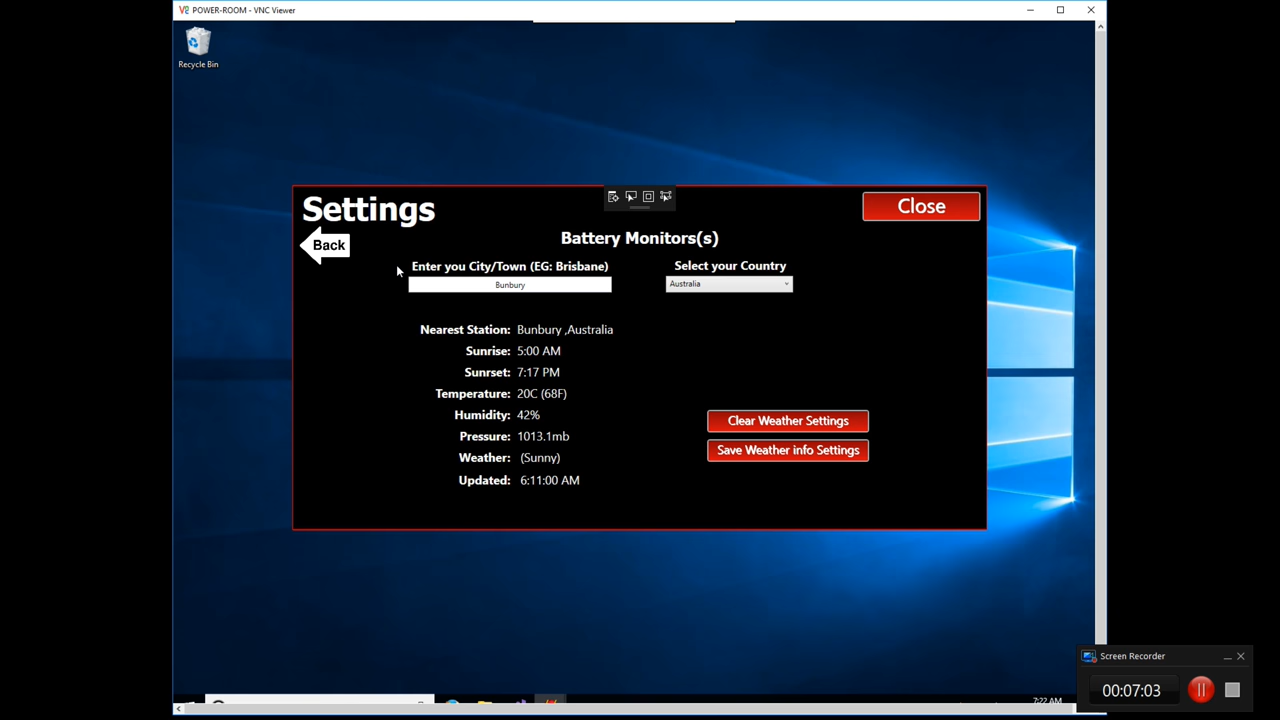 POWER-ROOM - VNC Viewer
Recycle Bin
Settings
Close
Back
Battery Monitors(s)
Enter you City/Town (EG: Brisbane)
Select your Country
Bunbury
Australia
Nearest Station: Bunbury ,Australia
Sunrise: 5:00 AM
Sunrset: 7:17 PM
Temperature: 20C (68F)
Humidity: 42%
Clear Weather Settings
Pressure: 1013.1mb
Save Weather info Settings
Weather: (Sunny)
Updated: 6:11:00 AM
Screen Recorder
00:07:03
7:22 AM